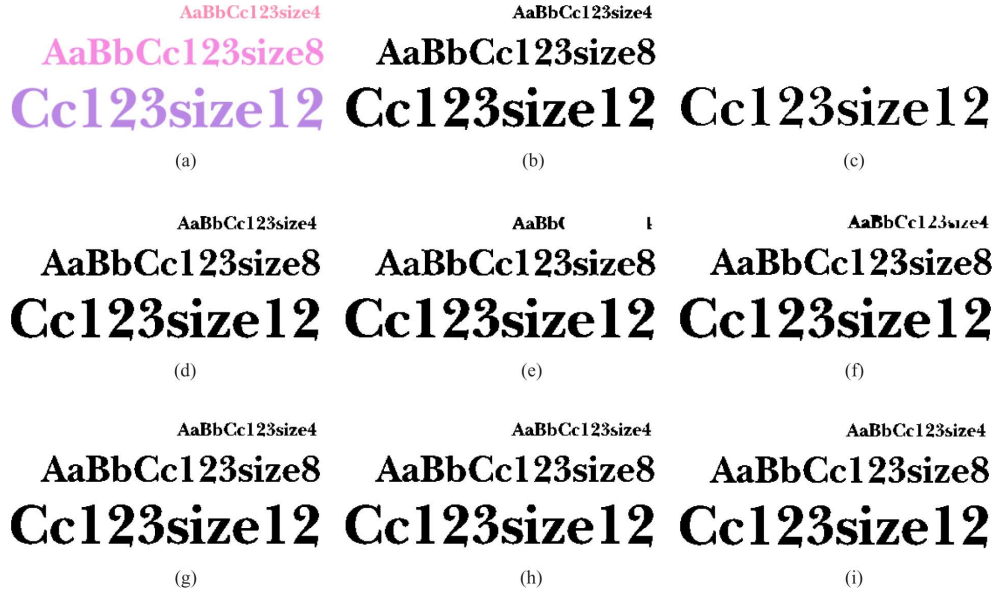 AaBbCc123size4 AaBbCc123size4
AaBbCc123size8 AaBbCc123size8
Cc123size12 Cc123size12 Cc123size12
(a) (b) (c)
AaBbCc123size4 AaBb 4 AaBbCc123size4
AaBbCc123size8 AaBbCc123size8 AaBbCc123size8
Cc123size12 Cc123size12 Cc123size12
(d) (e) (f)
AaBbCc123size4 AaBbCc123size4 AaBbCc123size4
AaBbCc123size8 AaBbCc123size8 AaBbCc123size8
Cc123size12 Cc123size12 Cc123size12
(g) (h) (i)